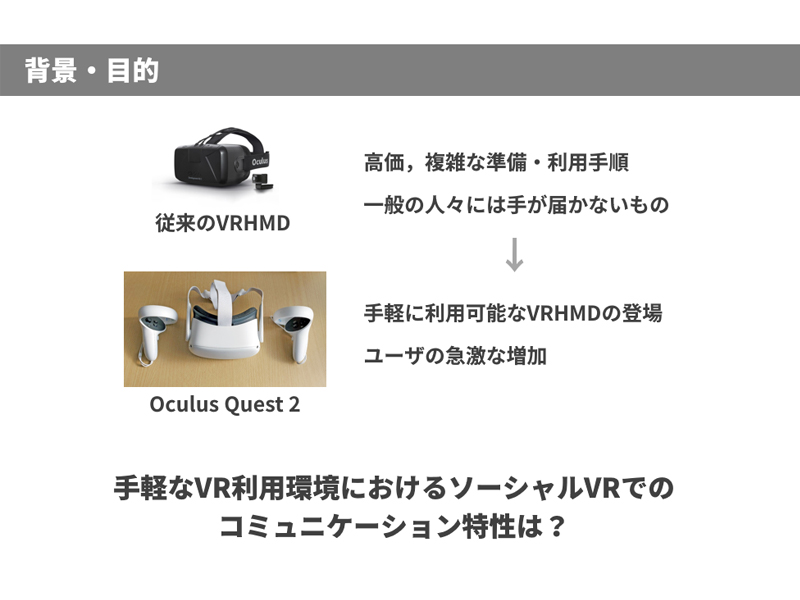 背景・目的
Oculus
従来のVRHMD
高価，複雑な準備・利用手順
一般の人々には手が届かないもの
↓
手軽に利用可能なVRHMDの登場
ユーザの急激な増加
Oculus Quest 2
手軽なVR利用環境におけるソーシャルVRでの
コミュニケーション特性は？